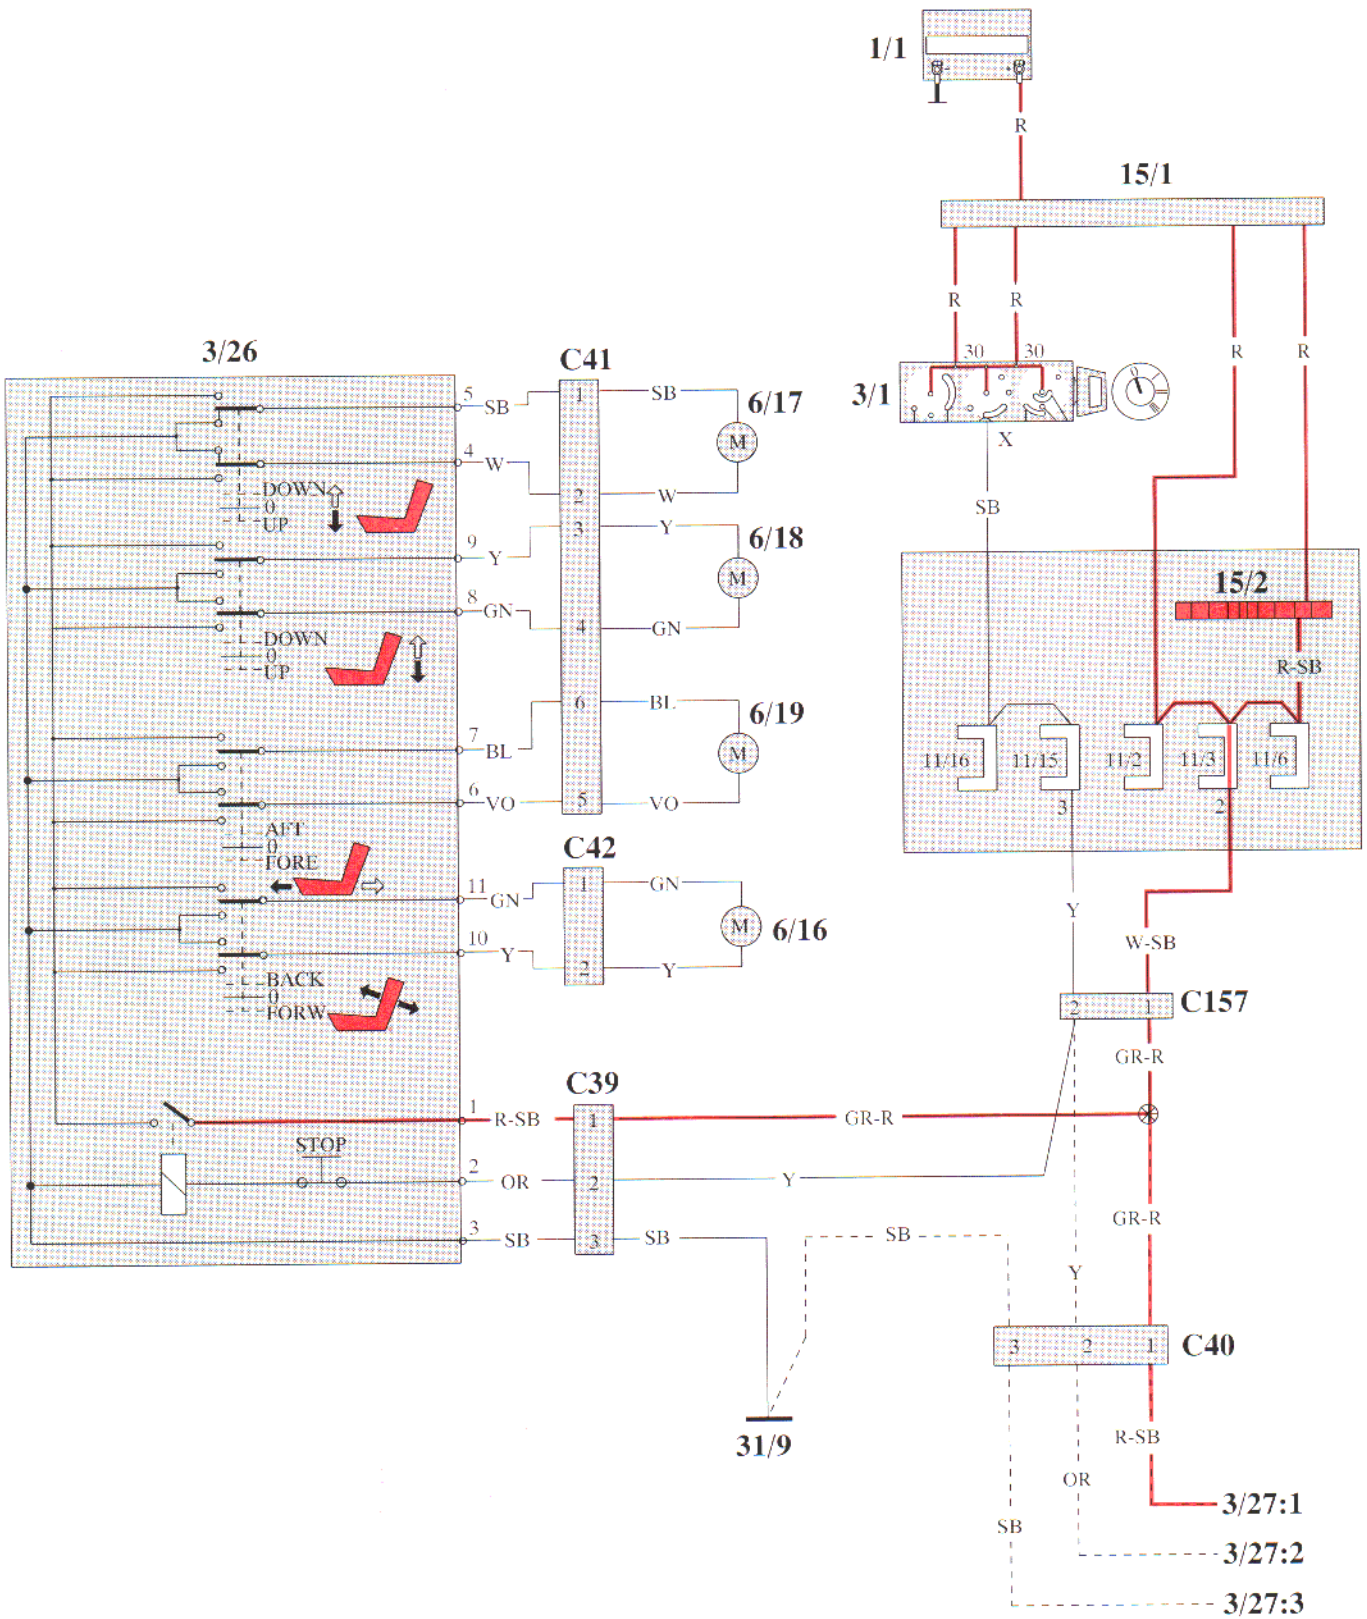 1/1
R
15/1
R R R R
30 30
3/1
X
SB
15/2
R-SB
11/16 11/15 11/2 11/3 11/6
3 2
Y
W-SB
2 1 C157
GR-R
3/26
C41
5 SB 1 SB 6/17
M
4 W 2 W
DOWN
0
UP
9 Y 3 Y 6/18
M
8 GN 4 GN
DOWN
0
UP
7 BL 6 BL 6/19
M
6 VO 5 VO
AFT
0
FORE
C42
11 GN 1 GN
M 6/16
10 Y 2 Y
BACK
0
FORW
C39
1 R-SB 1 GR-R
STOP
2 OR 2 Y
3 SB 3 SB
SB
GR-R
Y
3 2 1 C40
31/9
R-SB
OR
SB
3/27:1
3/27:2
3/27:3